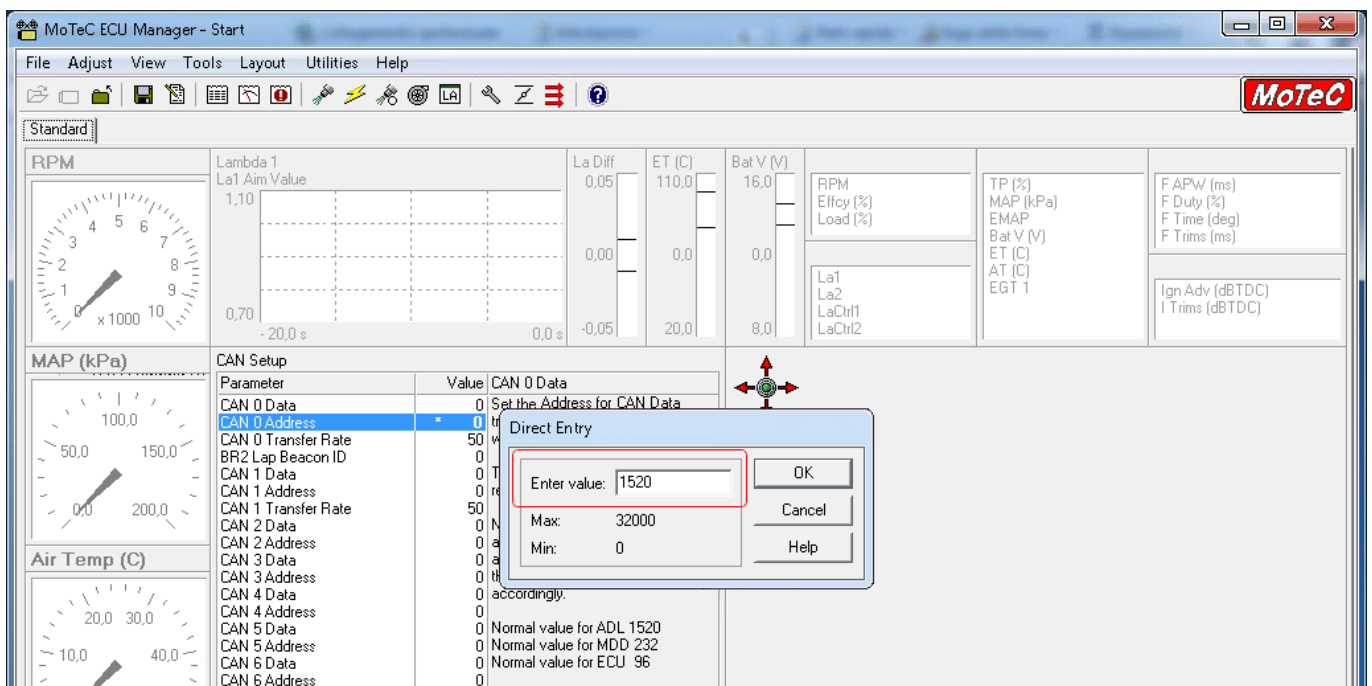 MoTeC ECU Manager - Start
File Adjust View Tools Layout Utilities Help
MoTeC
Standard
RPM
4 5 6
3 7
2 8
1 9
0 x 1000 10
Lambda 1
La1 Aim Value
1,10
0,70
- 20,0 s 0,0 s
La Diff
0,05
0,00
-0,05
ET (C)
110,0
0,0
20,0
Bat V (V)
16,0
0,0
8,0
RPM
Effcy (%)
Load (%)
La1
La2
LaCtrl1
LaCtrl2
TP (%)
MAP (kPa)
EMAP
Bat V (V)
ET (C)
AT (C)
EGT 1
F APW (ms)
F Duty (%)
F Time (deg)
F Trims (ms)
Ign Adv (dBTDC)
I Trims (dBTDC)
MAP (kPa)
100,0
50,0 150,0
0,0 200,0
Air Temp (C)
20,0 30,0
10,0 40,0
CAN Setup
Parameter Value CAN 0 Data
CAN 0 Data 0 Set the Address for CAN Data
CAN 0 Address * 0
CAN 0 Transfer Rate 50
BR2 Lap Beacon ID 0
CAN 1 Data 0
CAN 1 Address 0
CAN 1 Transfer Rate 50
CAN 2 Data 0
CAN 2 Address 0
CAN 3 Data 0
CAN 3 Address 0
CAN 4 Data 0 accordingly.
CAN 4 Address 0
CAN 5 Data 0 Normal value for ADL 1520
CAN 5 Address 0 Normal value for MDD 232
CAN 6 Data 0 Normal value for ECU 96
CAN 6 Address 0
Direct Entry
Enter value: 1520
Max: 32000
Min: 0
OK
Cancel
Help